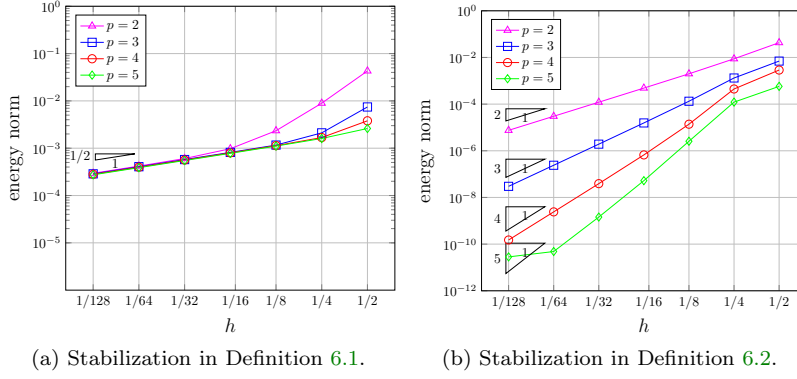 10^0
10^-1
10^-2
10^-3
10^-4
10^-5
energy norm
p = 2
p = 3
p = 4
p = 5
1/2
1
1/128
1/64
1/32
1/16
1/8
1/4
1/2
h
(a) Stabilization in Definition 6.1.
10^0
10^-2
10^-4
10^-6
10^-8
10^-10
10^-12
energy norm
p = 2
p = 3
p = 4
p = 5
2
1
3
1
4
1
5
1
1/128
1/64
1/32
1/16
1/8
1/4
1/2
h
(b) Stabilization in Definition 6.2.